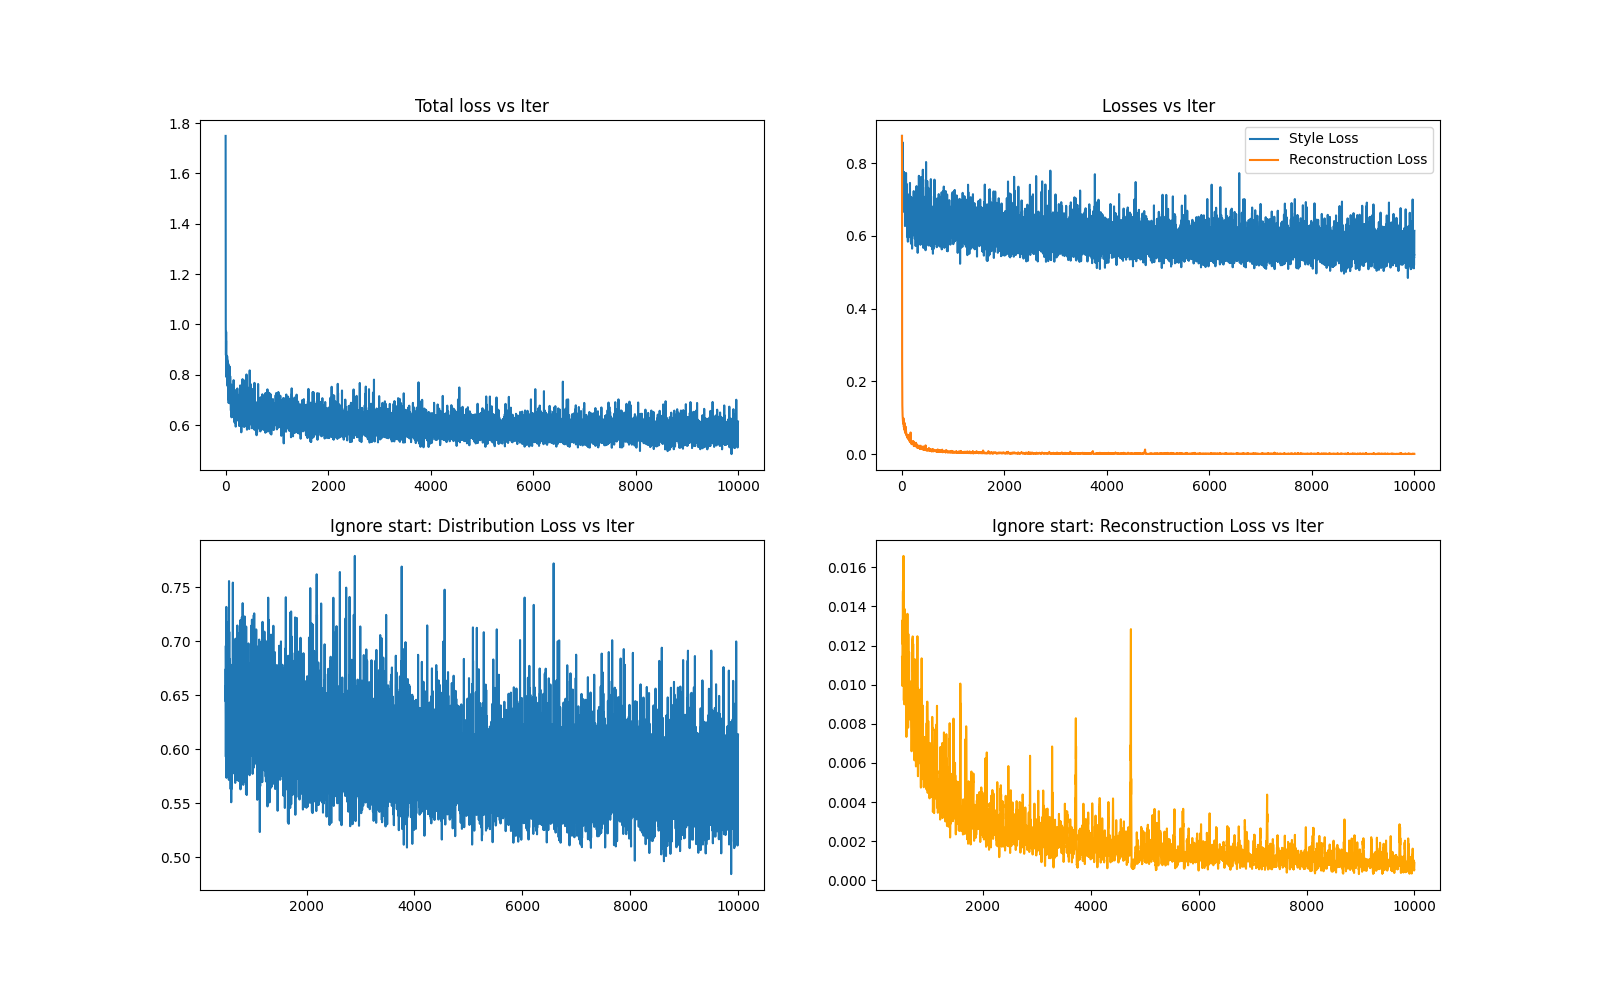 Total loss vs Iter
1.8
1.6
1.4
1.2
1.0
0.8
0.6
0 2000 4000 6000 8000 10000
Losses vs Iter
Style Loss
Reconstruction Loss
0.8
0.6
0.4
0.2
0.0
0 2000 4000 6000 8000 10000
Ignore start: Distribution Loss vs Iter
0.75
0.70
0.65
0.60
0.55
0.50
2000 4000 6000 8000 10000
Ignore start: Reconstruction Loss vs Iter
0.016
0.014
0.012
0.010
0.008
0.006
0.004
0.002
0.000
2000 4000 6000 8000 10000